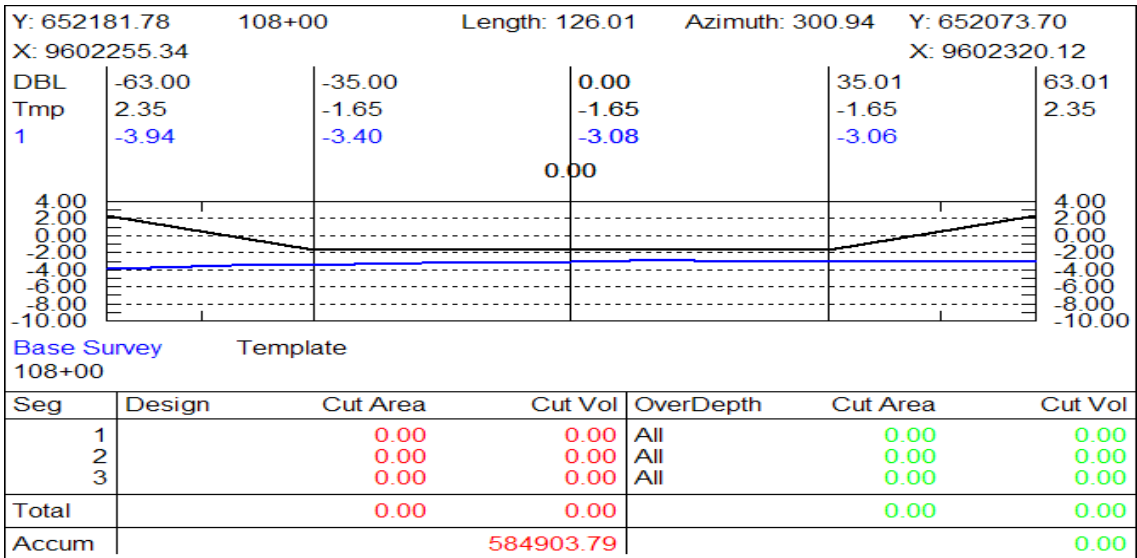 Y: 652181.78 108+00 Length: 126.01 Azimuth: 300.94 Y: 652073.70
X: 9602255.34 X: 9602320.12
DBL -63.00 -35.00 0.00 35.01 63.01
Tmp 2.35 -1.65 -1.65 -1.65 2.35
1 -3.94 -3.40 -3.08 -3.06
0.00
4.00 4.00
2.00 2.00
0.00 0.00
-2.00 -2.00
-4.00 -4.00
-6.00 -6.00
-8.00 -8.00
-10.00 -10.00
Base Survey Template
108+00
Seg Design Cut Area Cut Vol OverDepth Cut Area Cut Vol
1 0.00 0.00 All 0.00 0.00
2 0.00 0.00 All 0.00 0.00
3 0.00 0.00 All 0.00 0.00
Total 0.00 0.00 0.00 0.00
Accum 584903.79 0.00